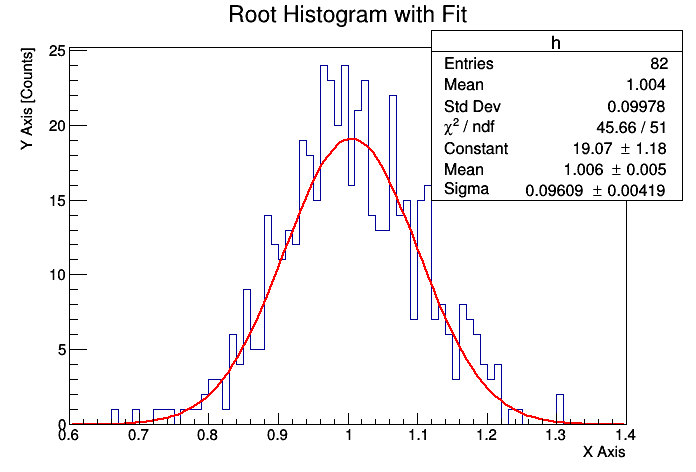 Root Histogram with Fit
h
Entries 82
Mean 1.004
Std Dev 0.09978
χ² / ndf 45.66 / 51
Constant 19.07 ± 1.18
Mean 1.006 ± 0.005
Sigma 0.09609 ± 0.00419
Y Axis [Counts]
25
20
15
10
5
0
0.6 0.7 0.8 0.9 1 1.1 1.2 1.3 1.4
X Axis